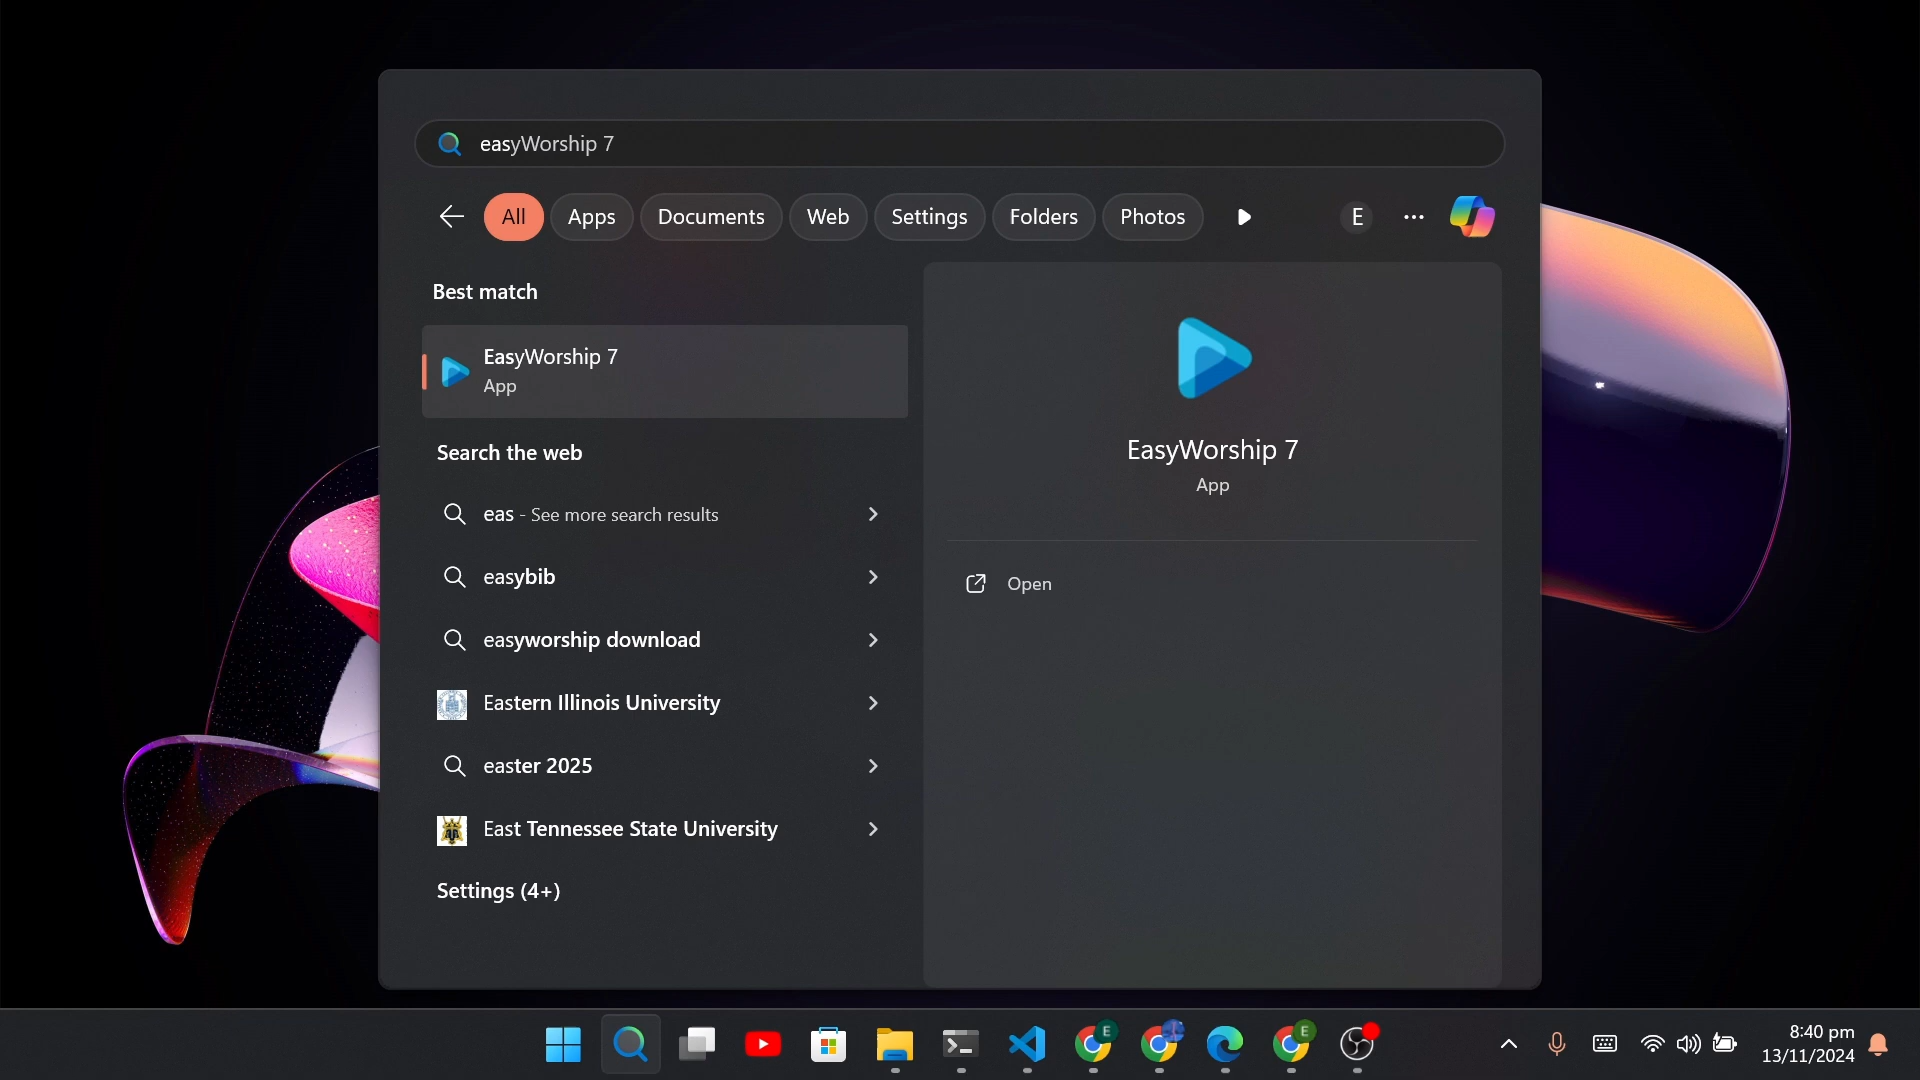 easyWorship 7
All
Apps
Documents
Web
Settings
Folders
Photos
E
Best match
EasyWorship 7
App
Search the web
eas - See more search results
easybib
easyworship download
Eastern Illinois University
easter 2025
East Tennessee State University
Settings (4+)
EasyWorship 7
App
Open
E
E
8:40 pm
13/11/2024